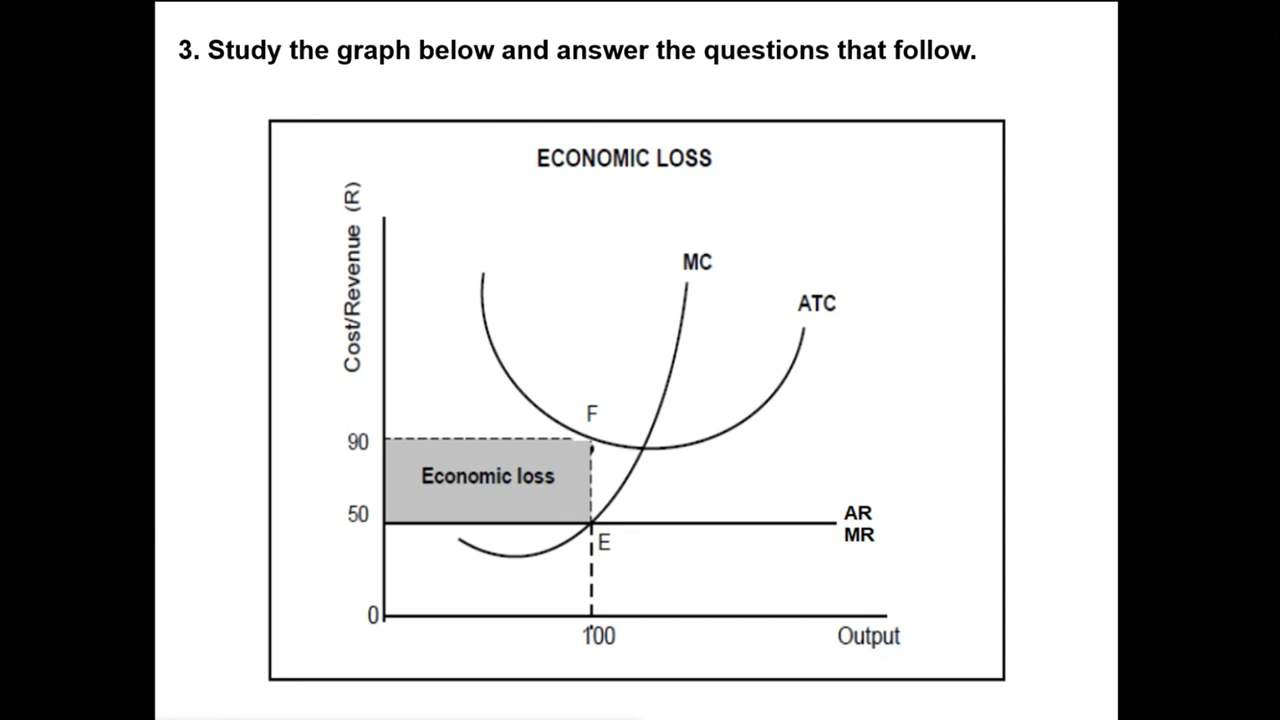 3. Study the graph below and answer the questions that follow.
ECONOMIC LOSS
Cost/Revenue (R)
MC
ATC
F
90
Economic loss
50
AR
MR
E
0
100
Output